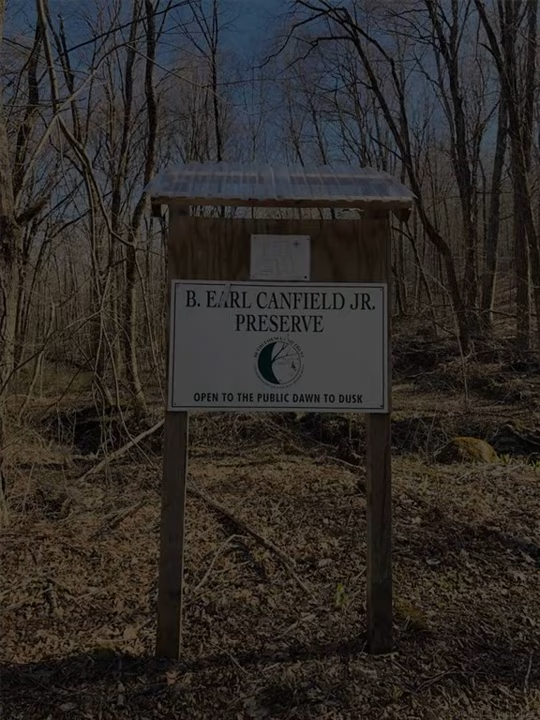 B. EARL CANFIELD JR.
PRESERVE
OPEN TO THE PUBLIC DAWN TO DUSK